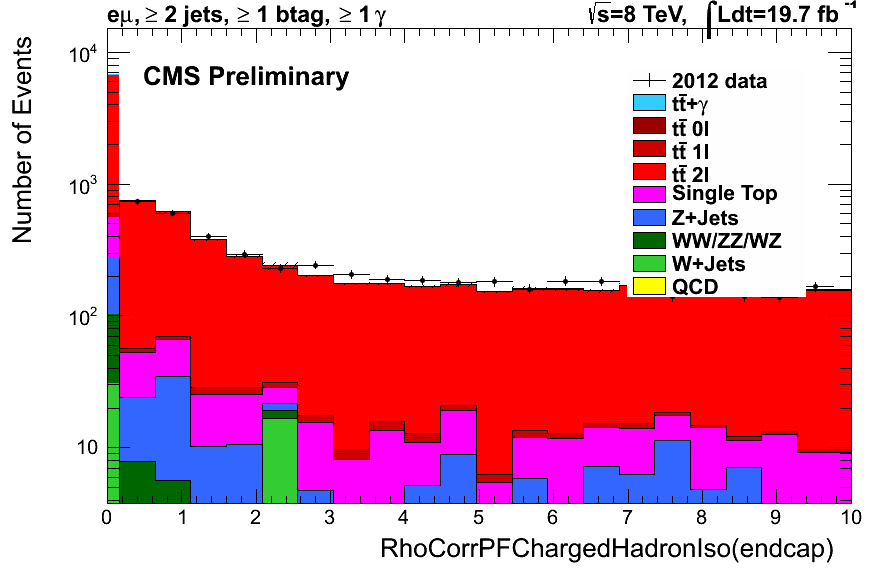 eμ, ≥ 2 jets, ≥ 1 btag, ≥ 1 γ
√s=8 TeV, ∫Ldt=19.7 fb⁻¹
CMS Preliminary
Number of Events
10⁴
10³
10²
10
2012 data
tt̄+γ
tt̄ 0l
tt̄ 1l
tt̄ 2l
Single Top
Z+Jets
WW/ZZ/WZ
W+Jets
QCD
0 1 2 3 4 5 6 7 8 9 10
RhoCorrPFChargedHadronIso(endcap)